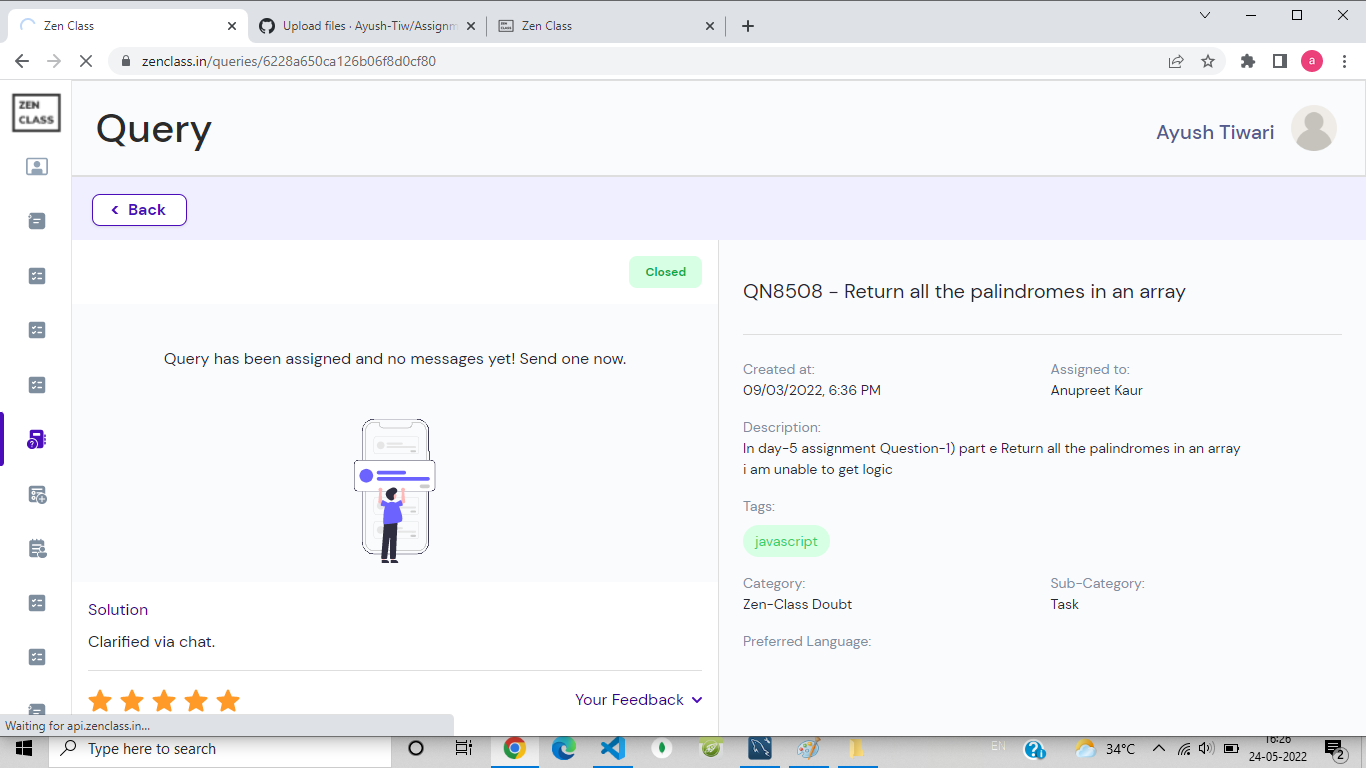 Zen Class
Upload files · Ayush-Tiw/Assignm
Zen Class
zenclass.in/queries/6228a650ca126b06f8d0cf80
a
ZEN
CLASS
Query
Ayush Tiwari
< Back
Closed
Query has been assigned and no messages yet! Send one now.
Solution
Clarified via chat.
Your Feedback
QN8508 - Return all the palindromes in an array
Created at:
09/03/2022, 6:36 PM
Assigned to:
Anupreet Kaur
Description:
In day-5 assignment Question-1) part e Return all the palindromes in an array
i am unable to get logic
Tags:
javascript
Category:
Zen-Class Doubt
Sub-Category:
Task
Preferred Language:
Waiting for api.zenclass.in...
Type here to search
EN
34°C
16:26
24-05-2022
2